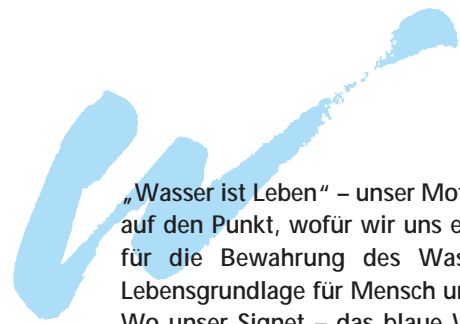 „Wasser ist Leben“ – unser Mot
auf den Punkt, wofür wir uns e
für die Bewahrung des Was
Lebensgrundlage für Mensch u
Wo unser Signet – das blaue W